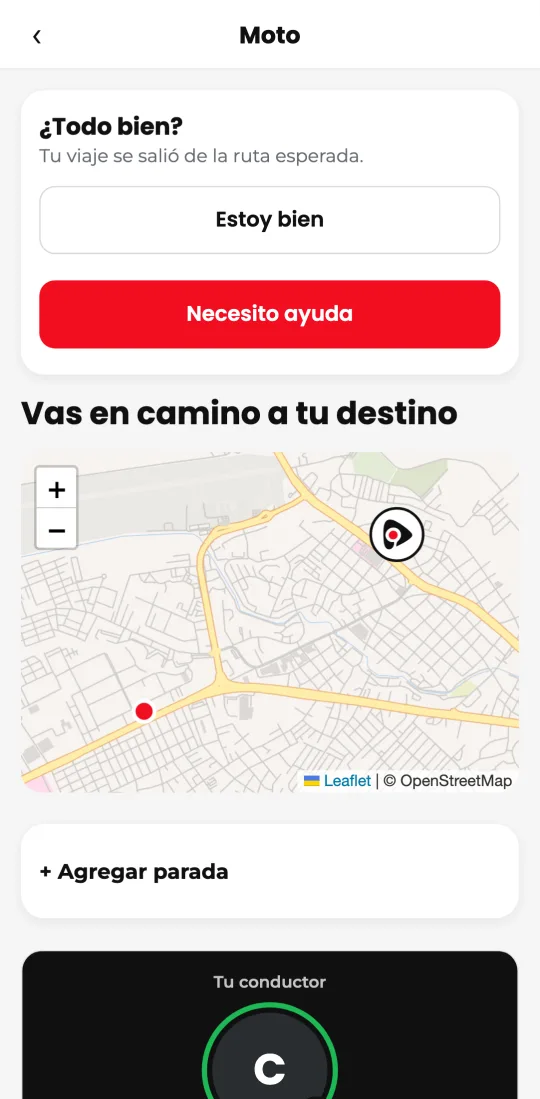 ‹ Moto
¿Todo bien?
Tu viaje se salió de la ruta esperada.
Estoy bien
Necesito ayuda
Vas en camino a tu destino
+
−
Leaflet | © OpenStreetMap
+ Agregar parada
Tu conductor
C